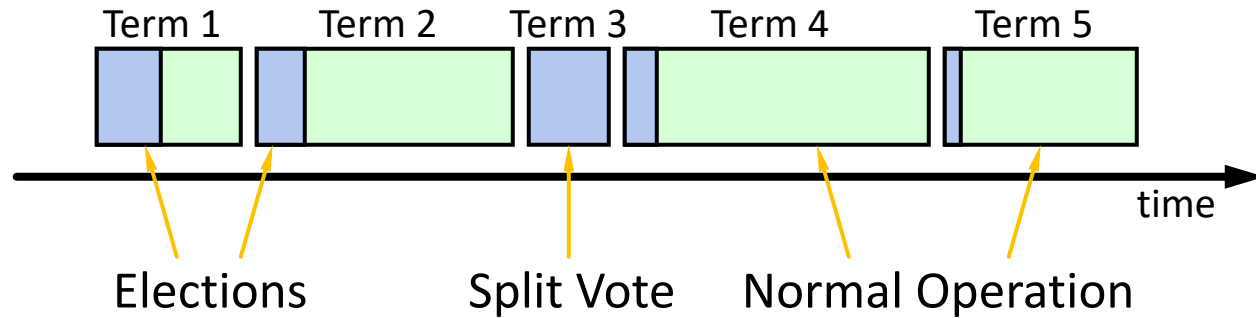 Term 1 Term 2 Term 3 Term 4 Term 5
time
Elections Split Vote Normal Operation